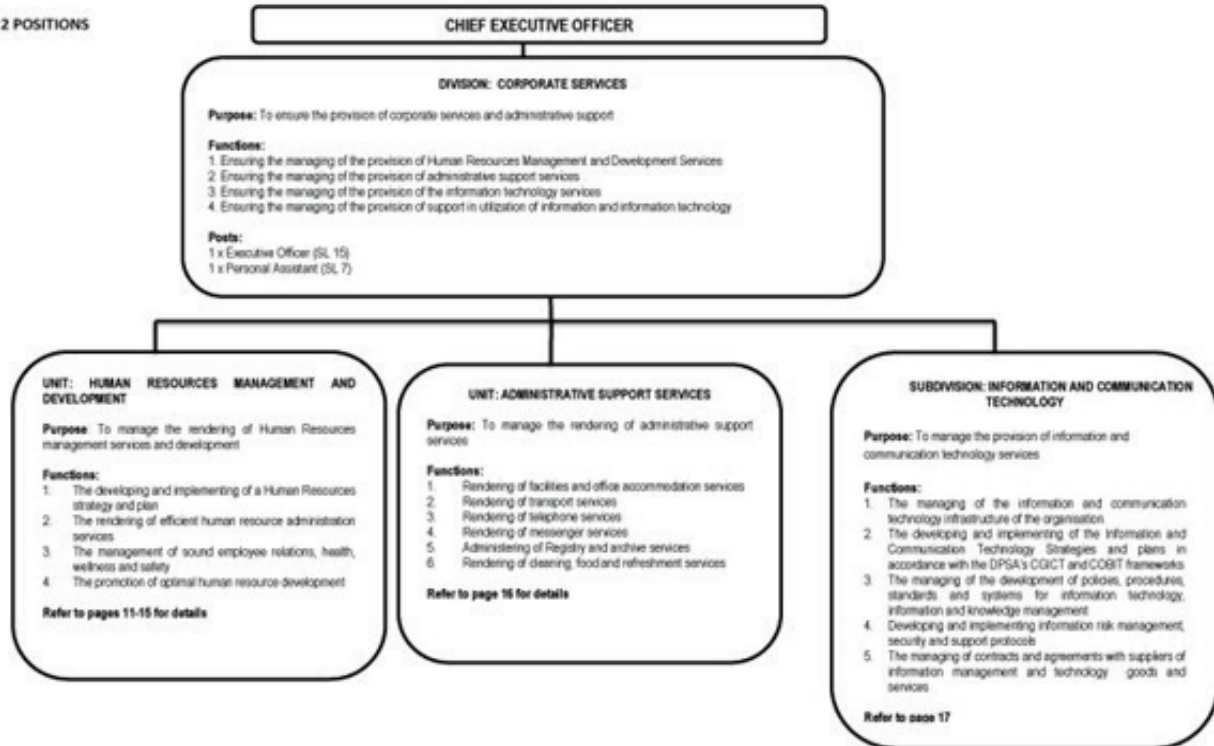 2 POSITIONS
CHIEF EXECUTIVE OFFICER
DIVISION: CORPORATE SERVICES
Purpose: To ensure the provision of corporate services and administrative support
Functions:
1. Ensuring the managing of the provision of Human Resources Management and Development Services
2. Ensuring the managing of the provision of administrative support services
3. Ensuring the managing of the provision of the information technology services
4. Ensuring the managing of the provision of support in utilization of information and information technology
Posts:
1 x Executive Officer (SL 15)
1 x Personal Assistant (SL 7)
UNIT: HUMAN RESOURCES MANAGEMENT AND
DEVELOPMENT
Purpose: To manage the rendering of Human Resources
management services and development
Functions:
1. The developing and implementing of a Human Resources
strategy and plan
2. The rendering of efficient human resource administration
services
3. The management of sound employee relations, health,
wellness and safety
4. The promotion of optimal human resource development
Refer to pages 11-15 for details
UNIT: ADMINISTRATIVE SUPPORT SERVICES
Purpose: To manage the rendering of administrative support
services
Functions:
1. Rendering of facilities and office accommodation services
2. Rendering of transport services
3. Rendering of telephone services
4. Rendering of messenger services
5. Administering of Registry and archive services
6. Rendering of cleaning, food and refreshment services
Refer to page 16 for details
SUBDIVISION: INFORMATION AND COMMUNICATION
TECHNOLOGY
Purpose: To manage the provision of information and
communication technology services
Functions:
1. The managing of the information and communication
technology infrastructure of the organisation
2. The developing and implementing of the Information and
Communication Technology Strategies and plans in
accordance with the DPSA's CGICT and COBIT frameworks
3. The managing of the development of policies, procedures,
standards and systems for information technology,
information and knowledge management
4. Developing and implementing information risk management,
security and support protocols
5. The managing of contracts and agreements with suppliers of
information management and technology goods and
services
Refer to page 17